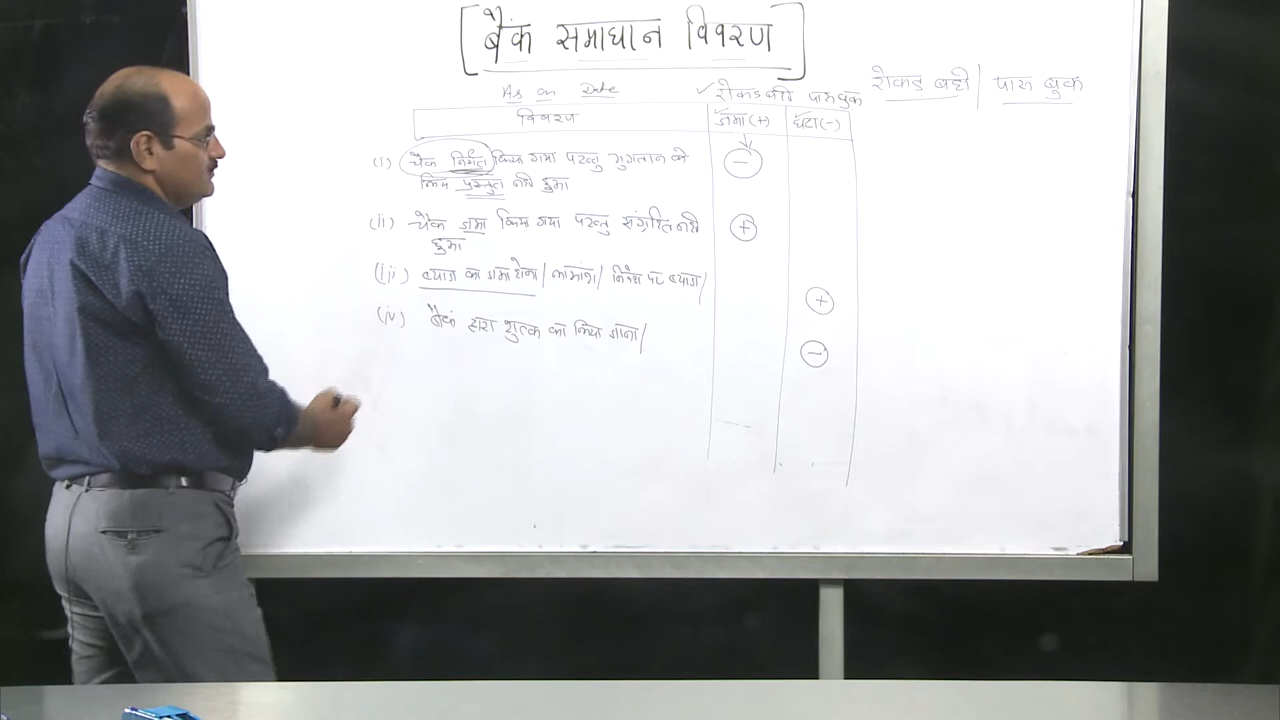 [बैंक समाधान विवरण]
As on Date
✓रोकड बही पासबुक
रोकड बही / पास बुक
विवरण
जमा(+)
घटा(-)
(i) चैक निर्गत किया गया परन्तु भुगतान के
लिए प्रस्तुत नहीं हुआ
(-)
(ii) चैक जमा किया गया परन्तु संग्रहित नहीं
हुआ
(+)
(iii) ब्याज का जमा होना / लाभांश / निवेश पर ब्याज /
(+)
(iv) बैंक द्वारा शुल्क का किया जाना /
(-)